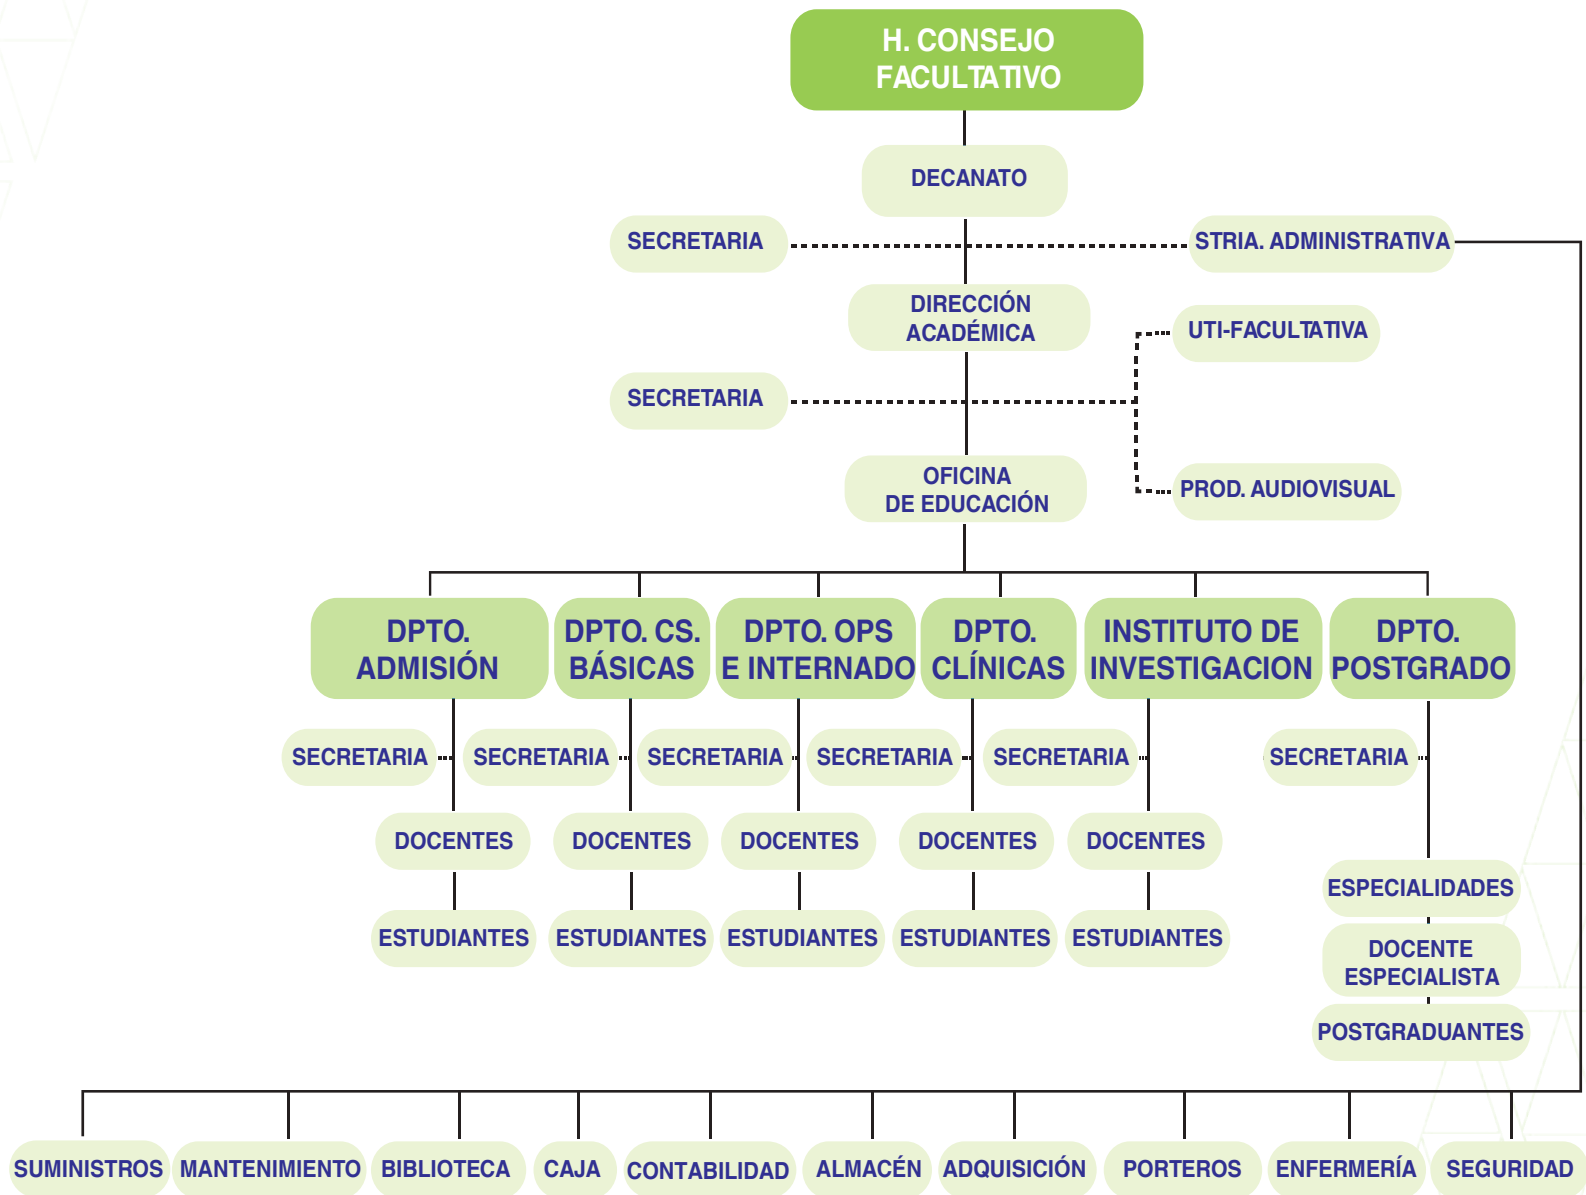 H. CONSEJO
FACULTATIVO
DECANATO
SECRETARIA
STRIA. ADMINISTRATIVA
DIRECCIÓN
ACADÉMICA
UTI-FACULTATIVA
SECRETARIA
OFICINA
DE EDUCACIÓN
PROD. AUDIOVISUAL
DPTO.
ADMISIÓN
DPTO. CS.
BÁSICAS
DPTO. OPS
E INTERNADO
DPTO.
CLÍNICAS
INSTITUTO DE
INVESTIGACION
DPTO.
POSTGRADO
SECRETARIA
SECRETARIA
SECRETARIA
SECRETARIA
SECRETARIA
SECRETARIA
DOCENTES
DOCENTES
DOCENTES
DOCENTES
DOCENTES
ESPECIALIDADES
ESTUDIANTES
ESTUDIANTES
ESTUDIANTES
ESTUDIANTES
ESTUDIANTES
DOCENTE
ESPECIALISTA
POSTGRADUANTES
SUMINISTROS
MANTENIMIENTO
BIBLIOTECA
CAJA
CONTABILIDAD
ALMACÉN
ADQUISICIÓN
PORTEROS
ENFERMERÍA
SEGURIDAD